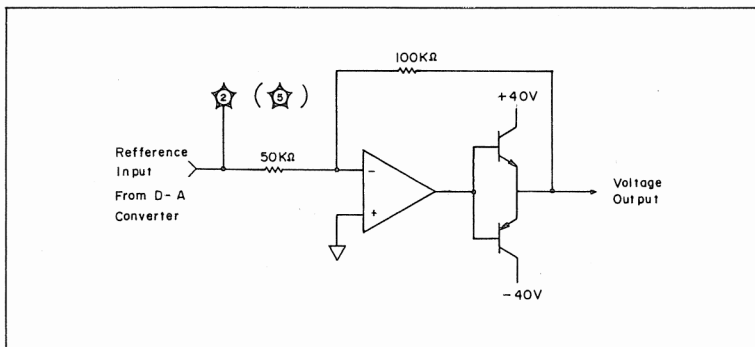 100KΩ
2 ( 5 )
+40V
Refference
Input
From D-A
Converter
50KΩ
-
+
Voltage
Output
-40V